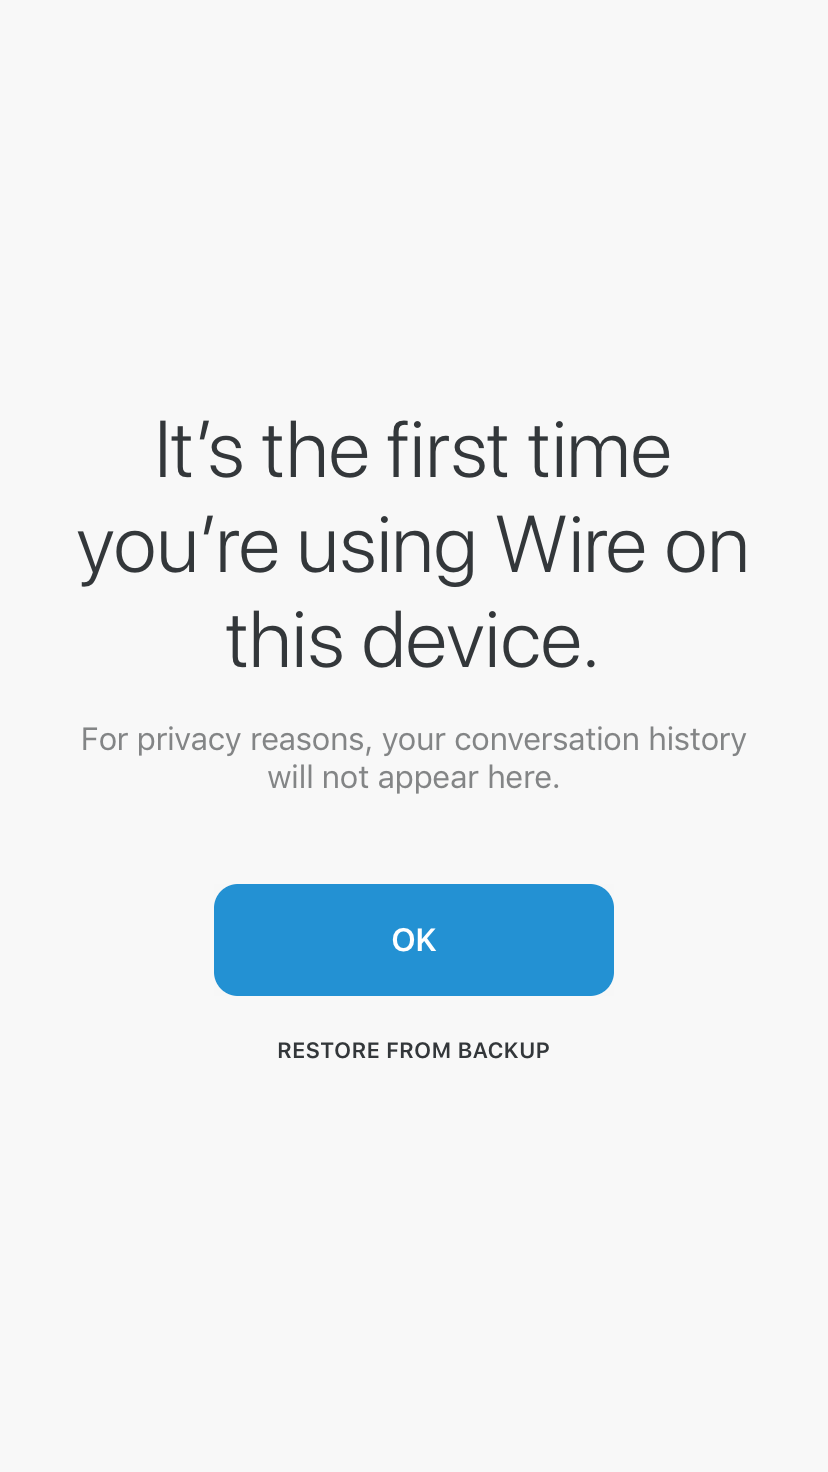 It’s the first time
you’re using Wire on
this device.
For privacy reasons, your conversation history
will not appear here.
OK
RESTORE FROM BACKUP